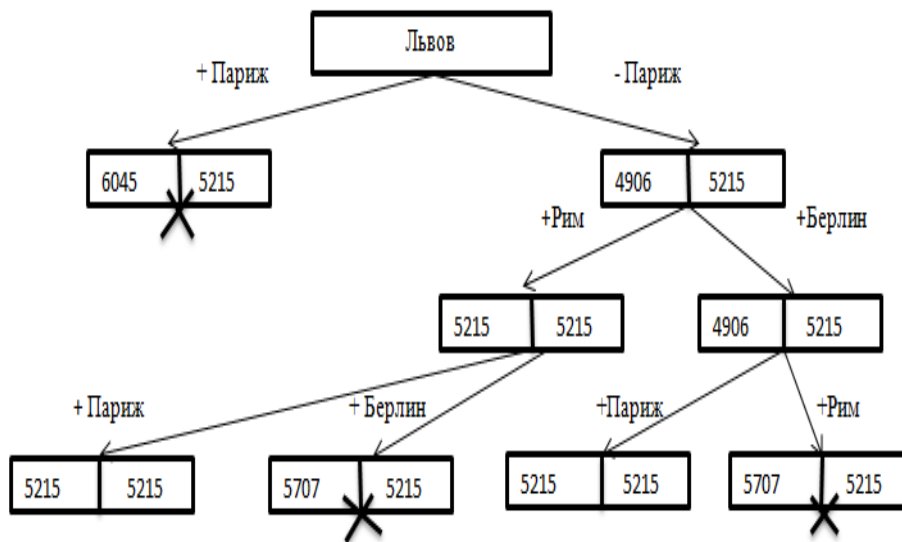 Львов
+ Париж
- Париж
6045 5215
4906 5215
+Рим
+Берлин
5215 5215
4906 5215
+ Париж
+ Берлин
+Париж
+Рим
5215 5215
5707 5215
5215 5215
5707 5215